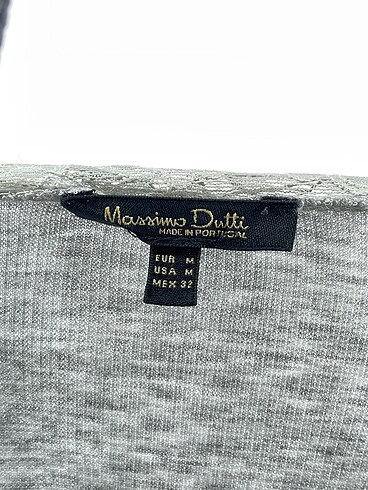 Massimo Dutti
MADE IN PORTUGAL
EUR M
USA M
MEX 32